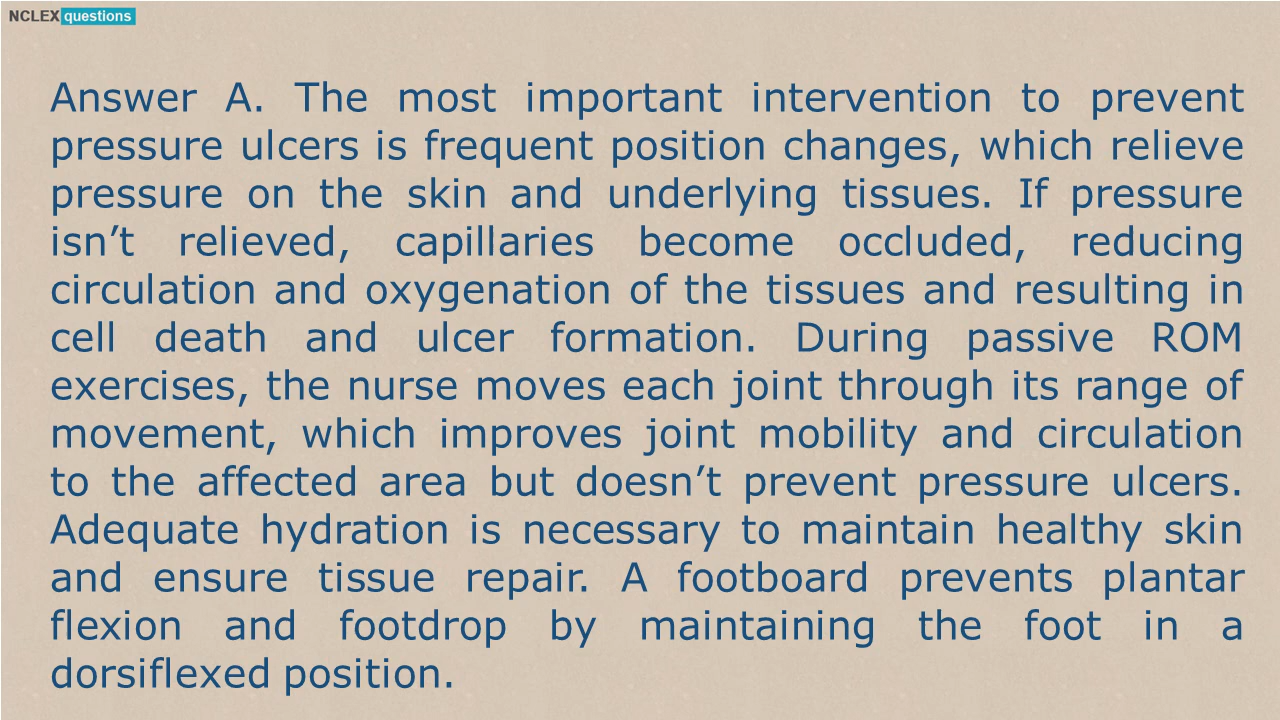 NCLEX questions
Answer A. The most important intervention to prevent
pressure ulcers is frequent position changes, which relieve
pressure on the skin and underlying tissues. If pressure
isn’t relieved, capillaries become occluded, reducing
circulation and oxygenation of the tissues and resulting in
cell death and ulcer formation. During passive ROM
exercises, the nurse moves each joint through its range of
movement, which improves joint mobility and circulation
to the affected area but doesn’t prevent pressure ulcers.
Adequate hydration is necessary to maintain healthy skin
and ensure tissue repair. A footboard prevents plantar
flexion and footdrop by maintaining the foot in a
dorsiflexed position.